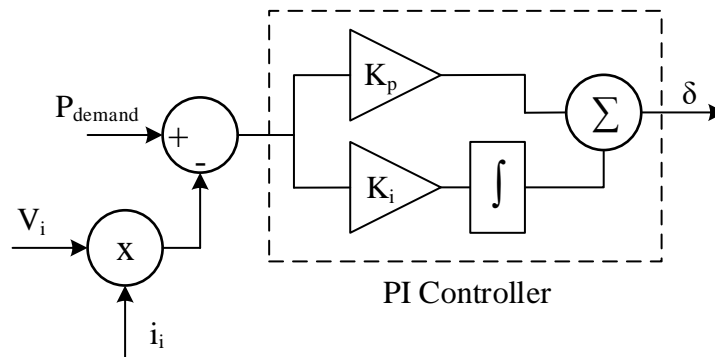 K_p
P_demand
+
-
Σ
δ
K_i
∫
V_i
x
PI Controller
i_i